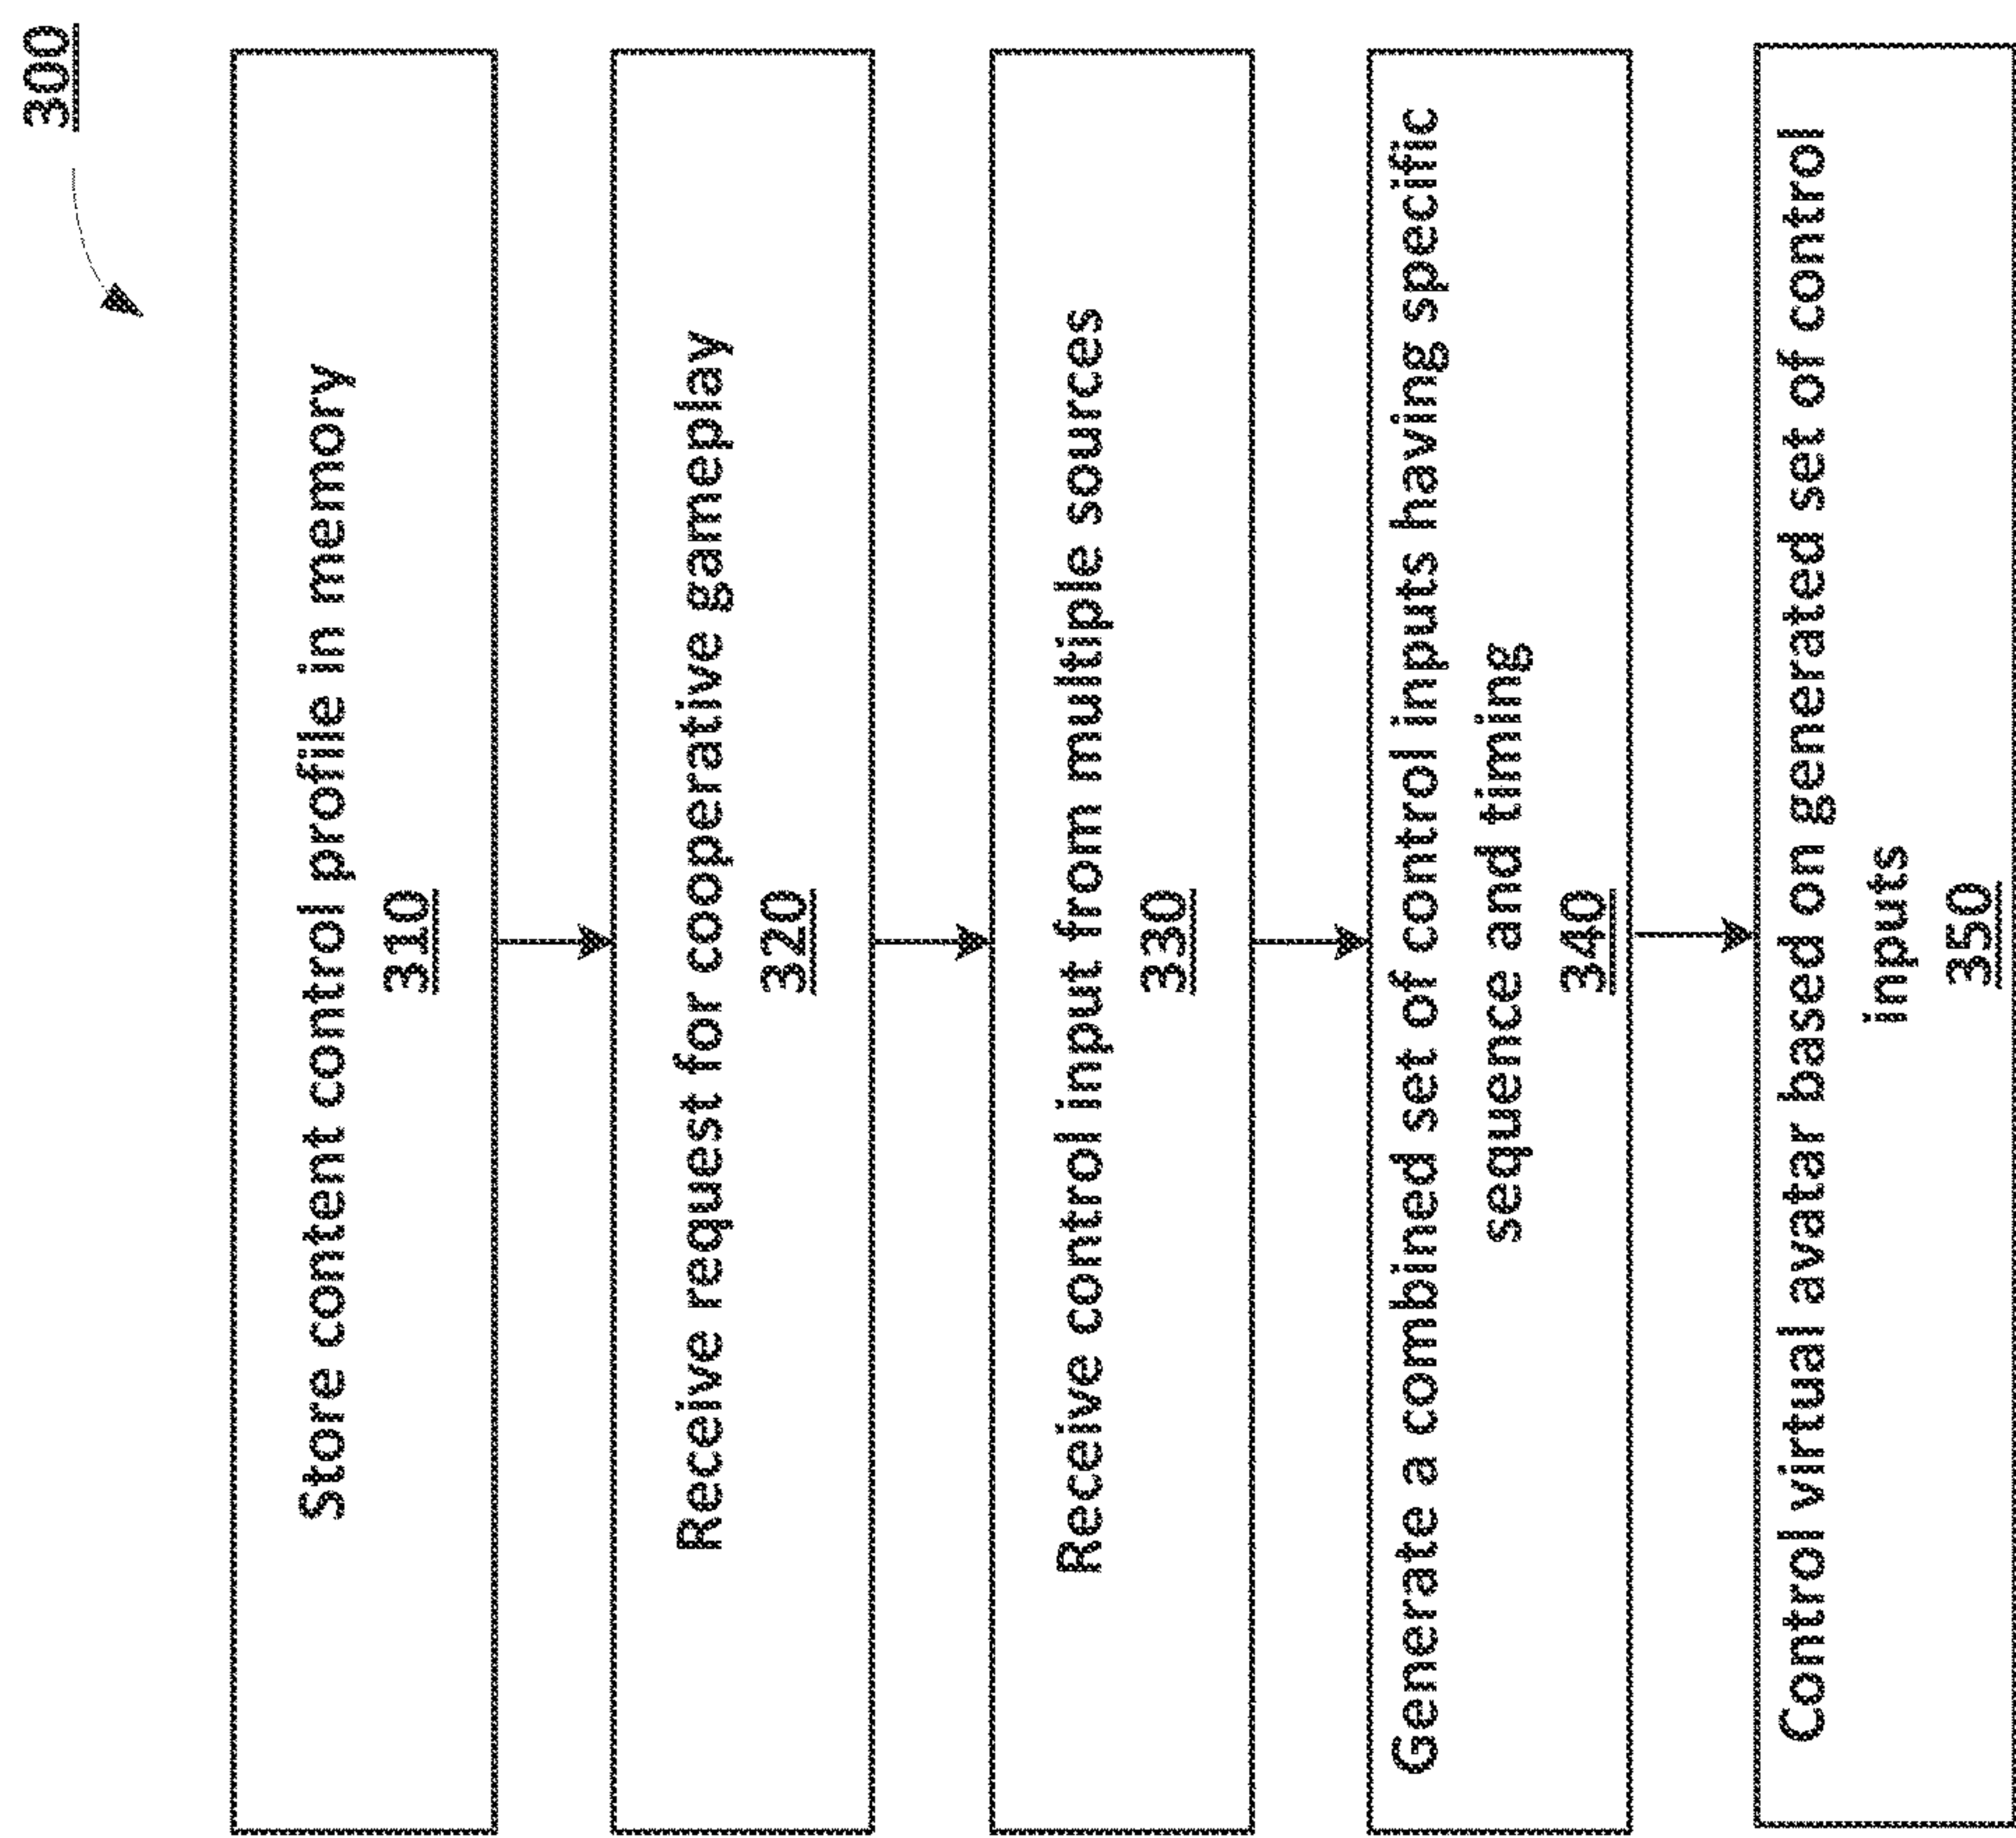 300
Store content control profile in memory
310
Receive request for cooperative gameplay
320
Receive control input from multiple sources
330
Generate a combined set of control inputs having specific
sequence and timing
340
Control virtual avatar based on generated set of control
inputs
350